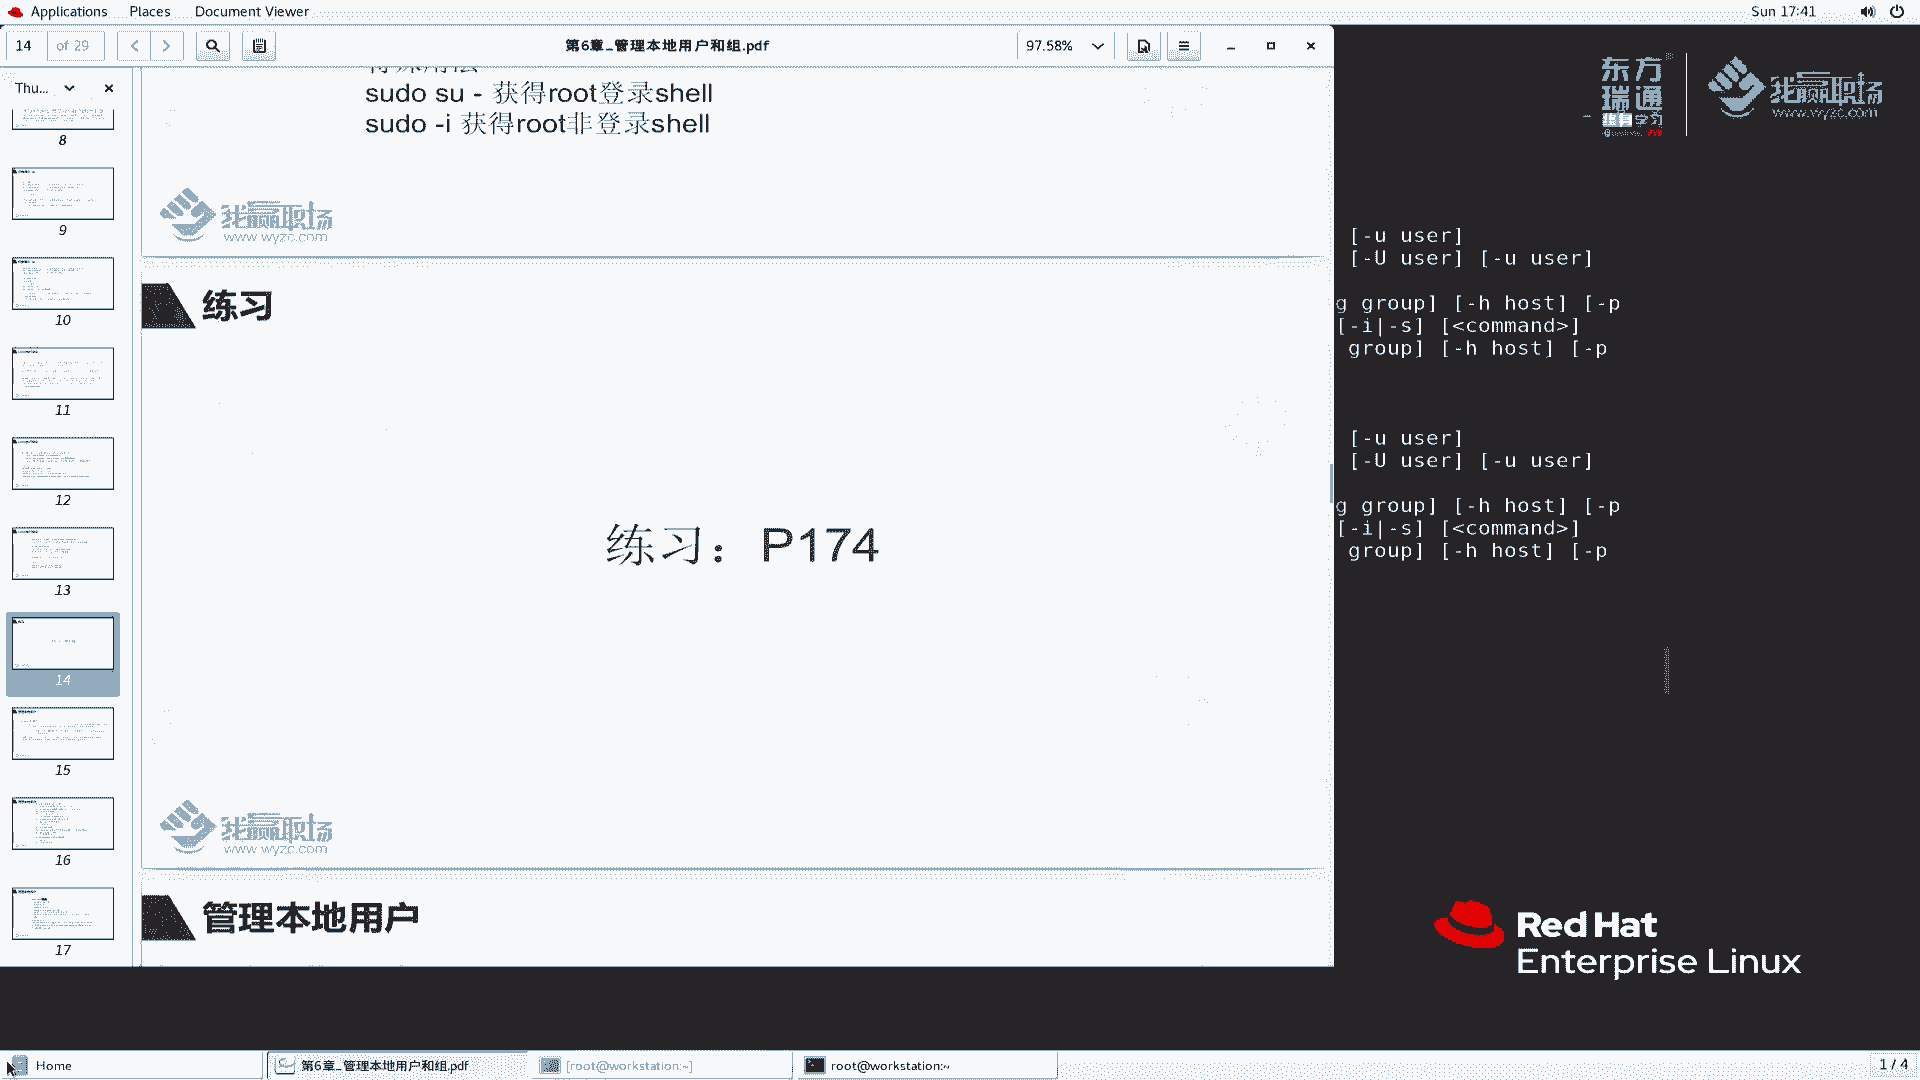 Applications Places Document Viewer
Sun 17:41
14 of 29
第6章_管理本地用户和组.pdf
97.58%
Thu...
8
9
10
11
12
13
14
15
16
17
sudo su - 获得root登录shell
sudo -i 获得root非登录shell
我赢职场
www.wyzc.com
练习
练习：P174
我赢职场
www.wyzc.com
管理本地用户
东方
瑞通
终身学习
我赢职场
www.wyzc.com
[-u user]
[-U user] [-u user]
g group] [-h host] [-p
[-i|-s] [<command>]
group] [-h host] [-p
[-u user]
[-U user] [-u user]
g group] [-h host] [-p
[-i|-s] [<command>]
group] [-h host] [-p
Red Hat
Enterprise Linux
Home
第6章_管理本地用户和组.pdf
[root@workstation:~]
root@workstation:~
1 / 4